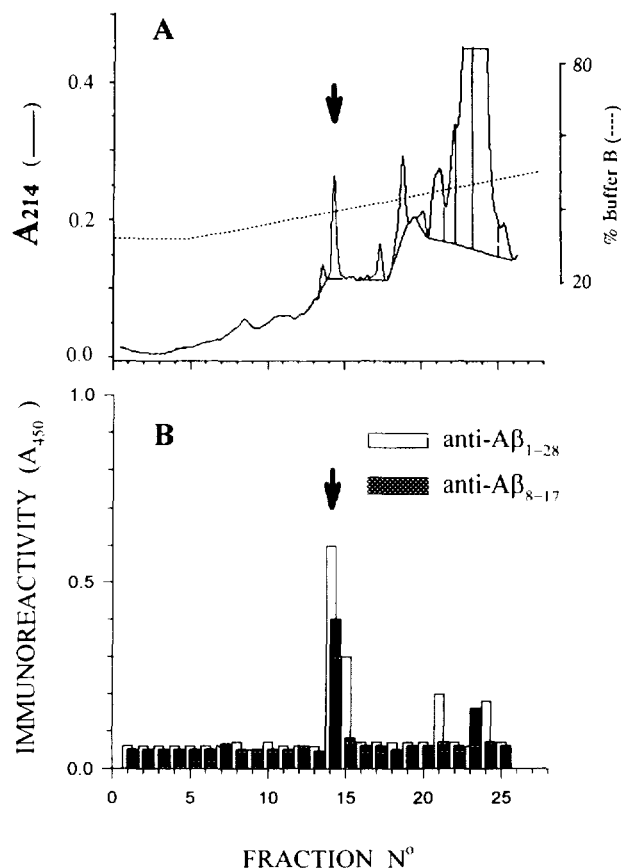 A
0.4
0.2
0.0
A214 (——)
80
20
% Buffer B (----)
B
1.0
0.5
0.0
IMMUNOREACTIVITY (A450)
anti-Aβ1–28
anti-Aβ8–17
0 5 10 15 20 25
FRACTION Nº